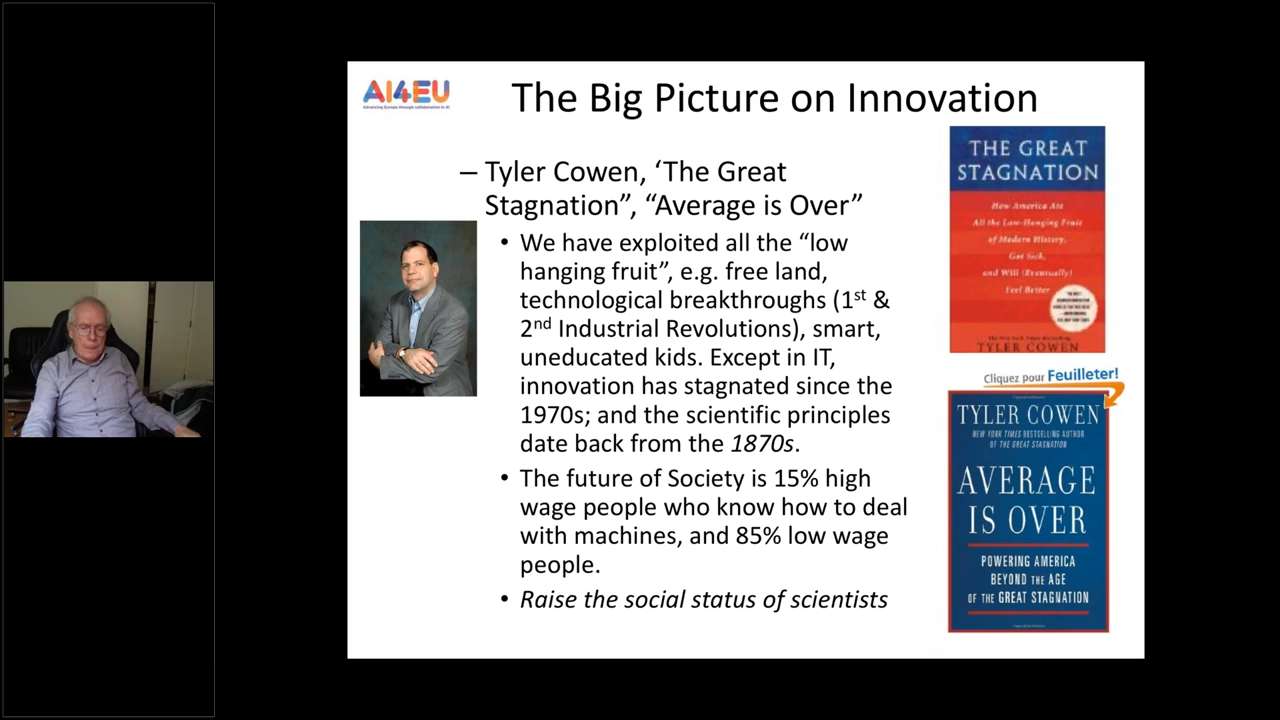 AI4EU
Advancing Europe through collaboration in AI
The Big Picture on Innovation
– Tyler Cowen, ‘The Great
Stagnation”, “Average is Over”
• We have exploited all the “low
hanging fruit”, e.g. free land,
technological breakthroughs (1st &
2nd Industrial Revolutions), smart,
uneducated kids. Except in IT,
innovation has stagnated since the
1970s; and the scientific principles
date back from the 1870s.
• The future of Society is 15% high
wage people who know how to deal
with machines, and 85% low wage
people.
• Raise the social status of scientists
THE GREAT
STAGNATION
How America Ate
All the Low-Hanging Fruit
of Modern History,
Got Sick,
and Will (Eventually)
Feel Better
TYLER COWEN
Cliquez pour Feuilleter!
TYLER COWEN
NEW YORK TIMES BESTSELLING AUTHOR
OF THE GREAT STAGNATION
AVERAGE
IS OVER
POWERING AMERICA
BEYOND THE AGE
OF THE GREAT STAGNATION